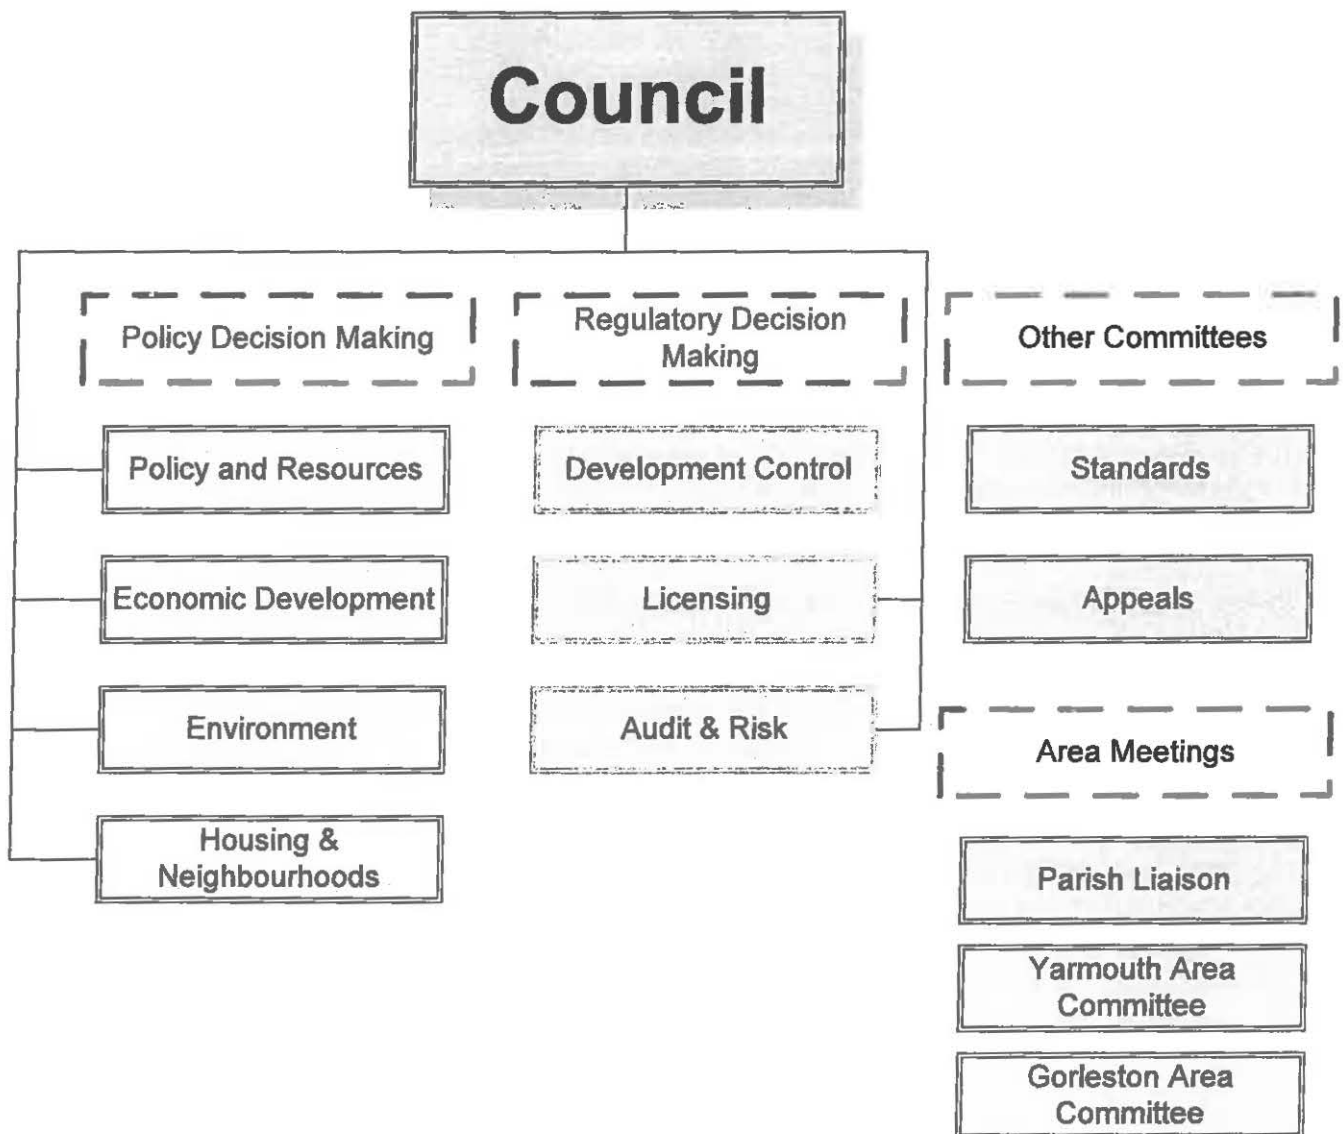 Council
Policy Decision Making
Regulatory Decision
Making
Other Committees
Policy and Resources
Development Control
Standards
Economic Development
Licensing
Appeals
Environment
Audit & Risk
Area Meetings
Housing &
Neighbourhoods
Parish Liaison
Yarmouth Area
Committee
Gorleston Area
Committee